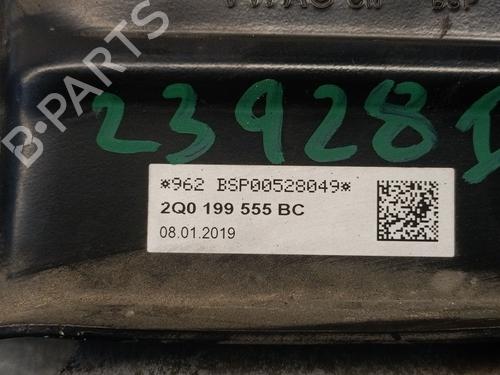 B-PARTS
23928
*962 BSP00528049*
2Q0 199 555 BC
08.01.2019